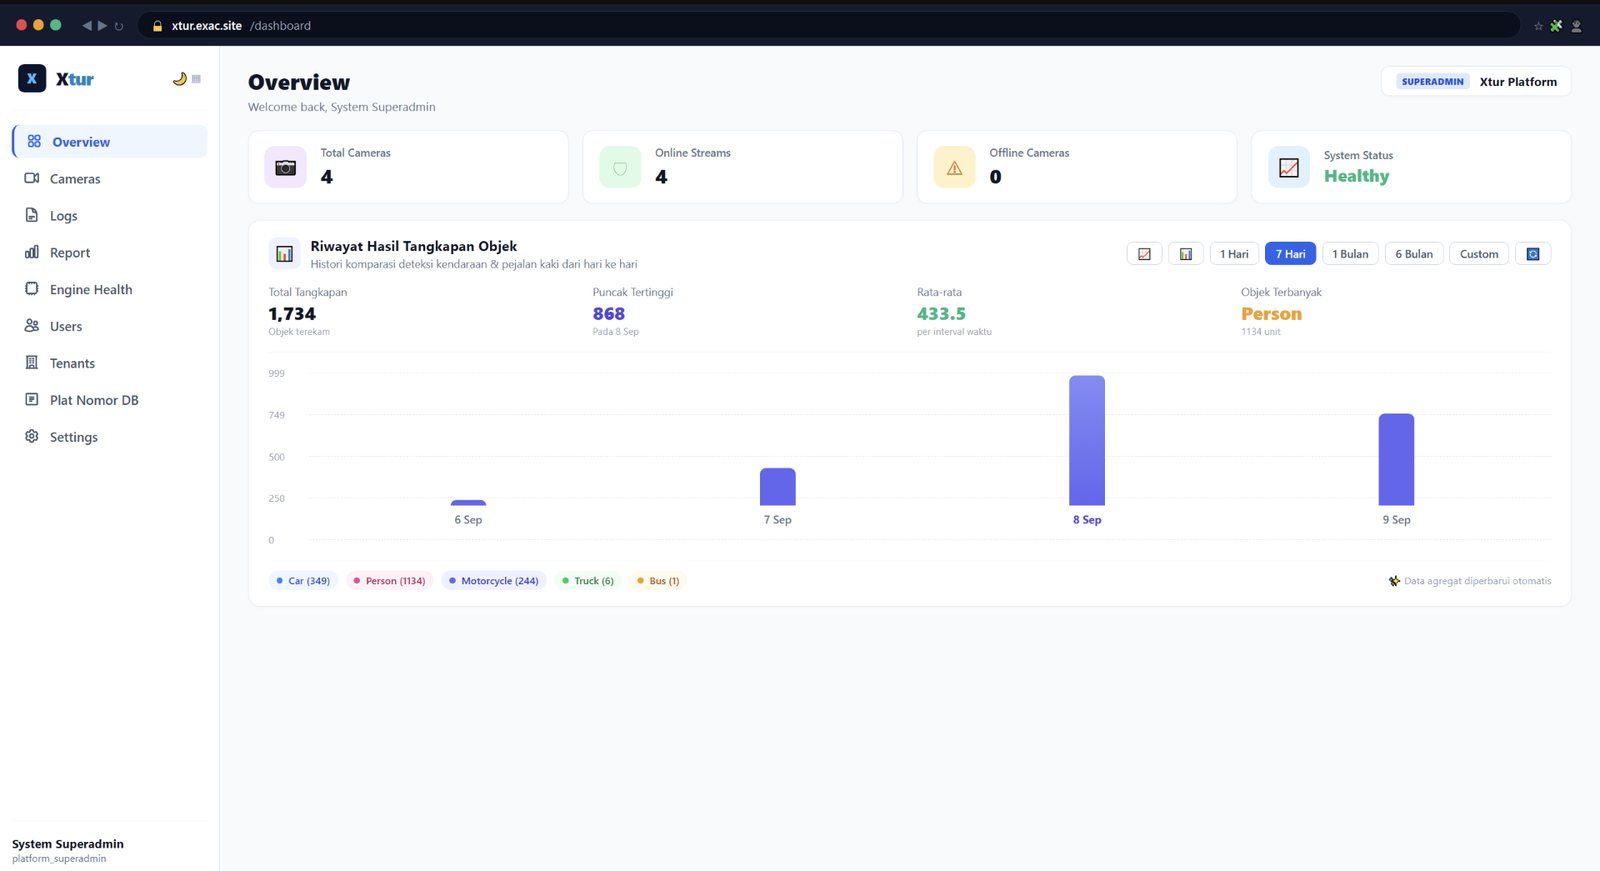 xtur.exac.site /dashboard
X Xtur
Overview
Cameras
Logs
Report
Engine Health
Users
Tenants
Plat Nomor DB
Settings
System Superadmin
platform_superadmin
Overview
Welcome back, System Superadmin
SUPERADMIN Xtur Platform
Total Cameras
4
Online Streams
4
Offline Cameras
0
System Status
Healthy
Riwayat Hasil Tangkapan Objek
Histori komparasi deteksi kendaraan & pejalan kaki dari hari ke hari
1 Hari 7 Hari 1 Bulan 6 Bulan Custom
Total Tangkapan
1,734
Objek terekam
Puncak Tertinggi
868
Pada 8 Sep
Rata-rata
433.5
per interval waktu
Objek Terbanyak
Person
1134 unit
999
749
500
250
0
6 Sep 7 Sep 8 Sep 9 Sep
Car (349) Person (1134) Motorcycle (244) Truck (6) Bus (1)
Data agregat diperbarui otomatis